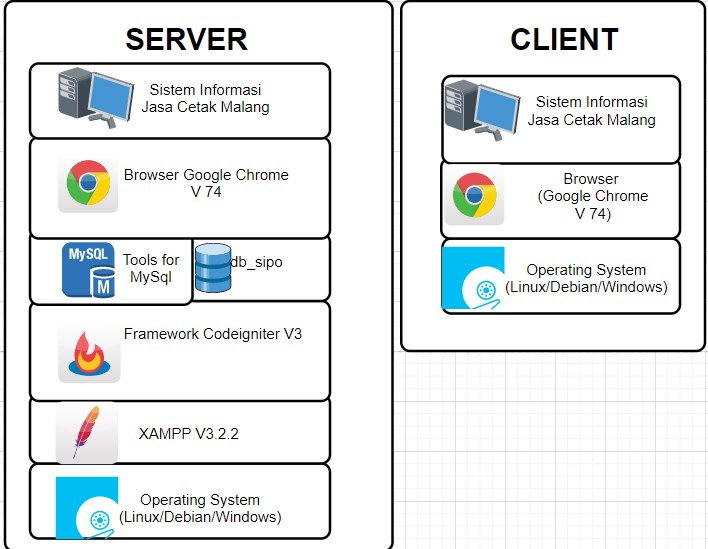 SERVER
Sistem Informasi
Jasa Cetak Malang
Browser Google Chrome
V 74
MySQL
M
Tools for
MySql
db_sipo
Framework Codeigniter V3
XAMPP V3.2.2
Operating System
(Linux/Debian/Windows)
CLIENT
Sistem Informasi
Jasa Cetak Malang
Browser
(Google Chrome
V 74)
Operating System
(Linux/Debian/Windows)